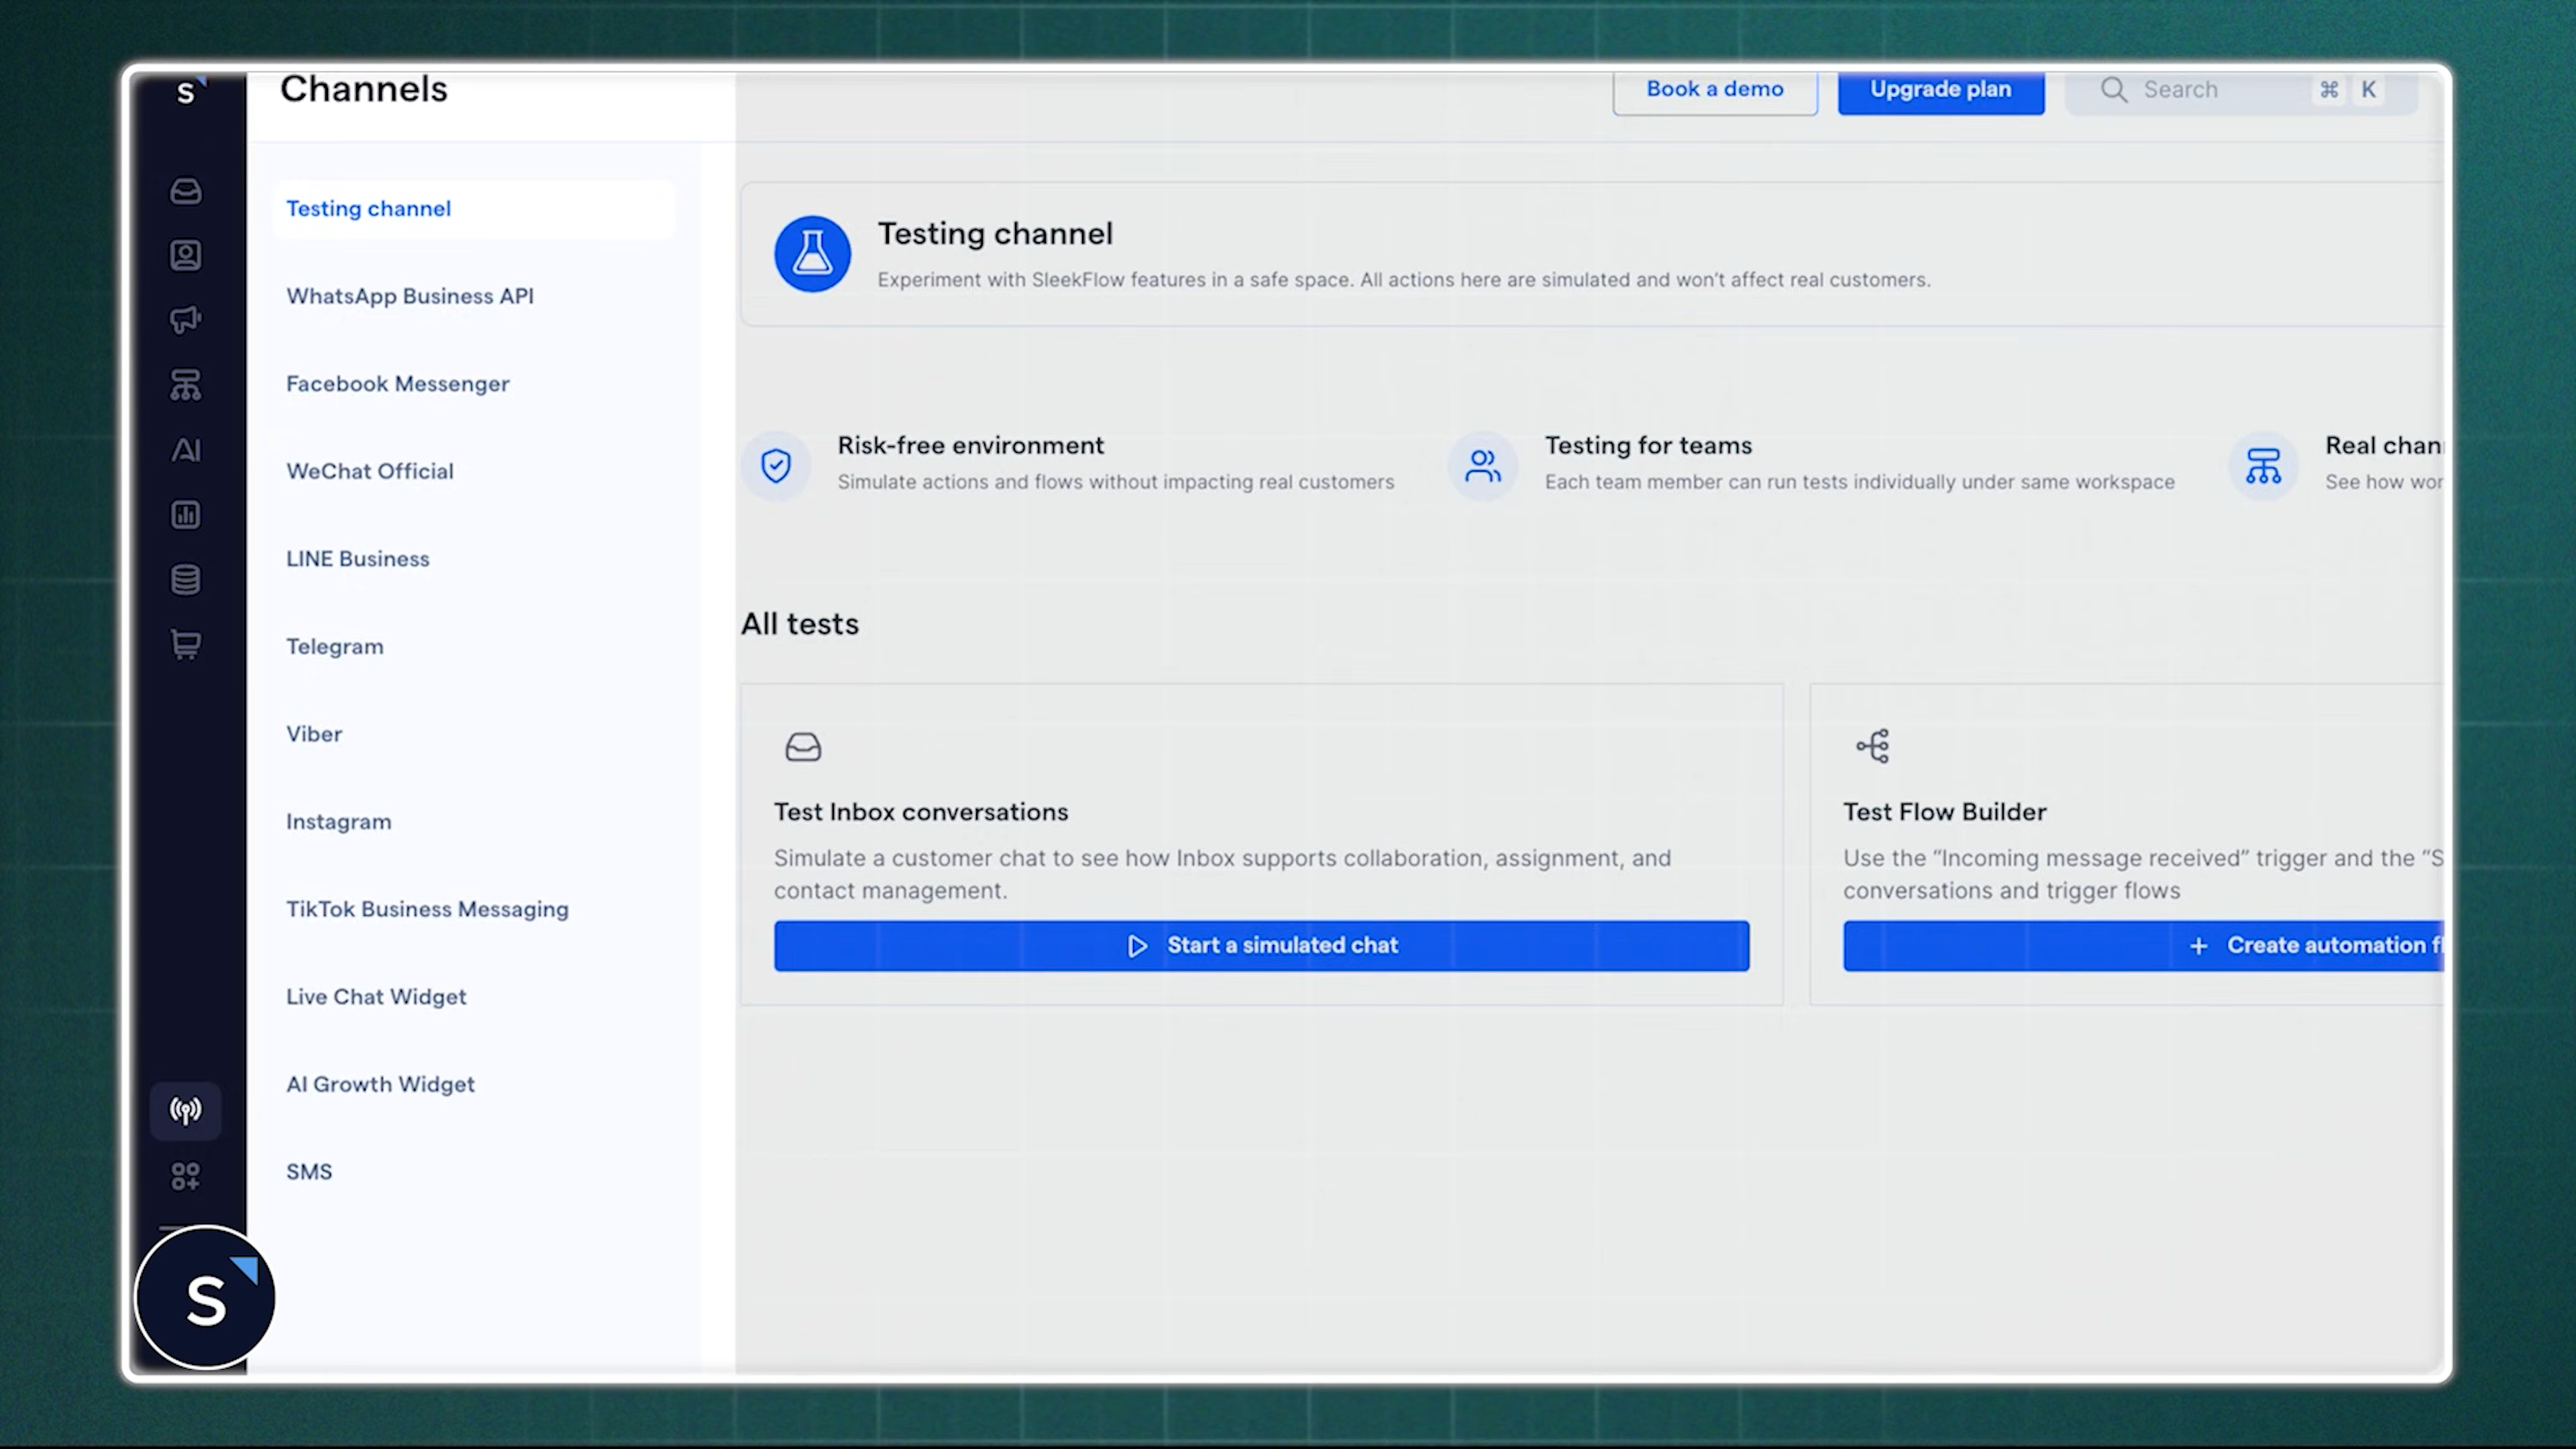 S
Channels
Book a demo
Upgrade plan
Search
⌘ K
Testing channel
WhatsApp Business API
Facebook Messenger
WeChat Official
LINE Business
Telegram
Viber
Instagram
TikTok Business Messaging
Live Chat Widget
AI Growth Widget
SMS
AI
S
Testing channel
Experiment with SleekFlow features in a safe space. All actions here are simulated and won’t affect real customers.
Risk-free environment
Simulate actions and flows without impacting real customers
Testing for teams
Each team member can run tests individually under same workspace
Real
See how
All tests
Test Inbox conversations
Simulate a customer chat to see how Inbox supports collaboration, assignment, and
contact management.
Start a simulated chat
Test Flow Builder
Use the “Incoming message received” trigger and the
conversations and trigger flows
Create automation